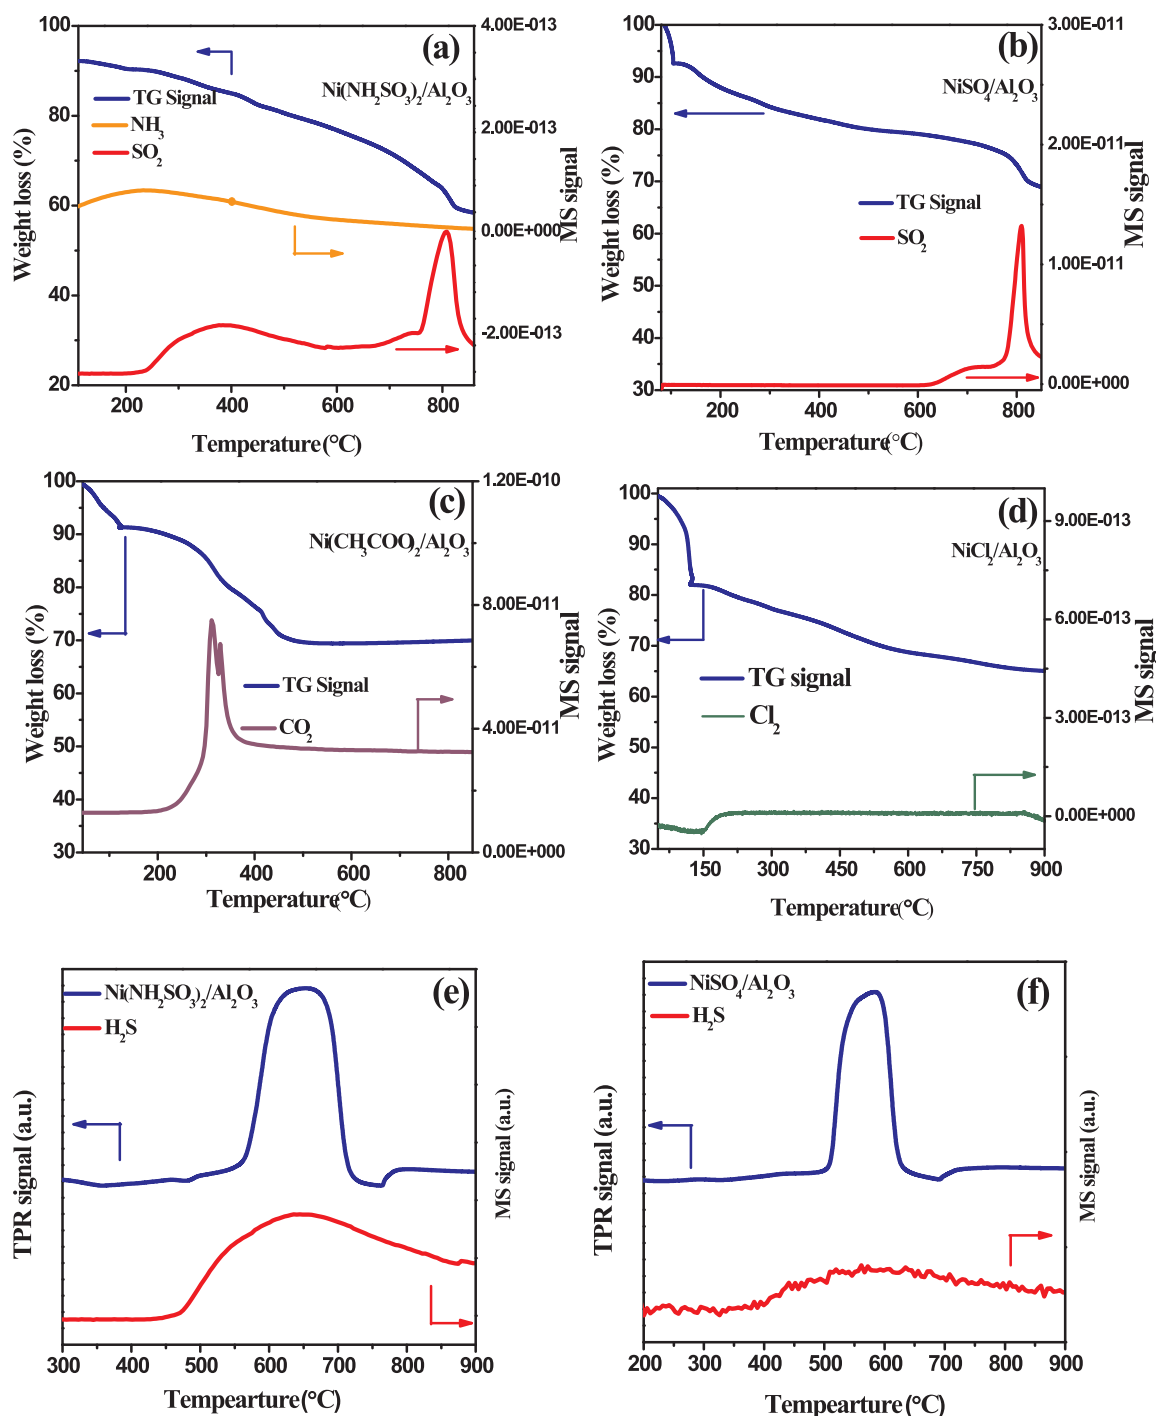 (a)
Ni(NH2SO3)2/Al2O3
TG Signal
NH3
SO2
100
90
80
70
60
50
40
30
20
4.00E-013
2.00E-013
0.00E+000
-2.00E-013
Weight loss (%)
MS signal
200 400 600 800
Temperature (°C)
(b)
NiSO4/Al2O3
TG Signal
SO2
100
90
80
70
60
50
40
30
3.00E-011
2.00E-011
1.00E-011
0.00E+000
Weight loss (%)
MS signal
200 400 600 800
Temperature(°C)
(c)
Ni(CH3COO)2/Al2O3
TG Signal
CO2
100
90
80
70
60
50
40
30
1.20E-010
8.00E-011
4.00E-011
0.00E+000
Weight loss (%)
MS signal
200 400 600 800
Temperature(°C)
(d)
NiCl2/Al2O3
TG signal
Cl2
100
90
80
70
60
50
40
30
9.00E-013
6.00E-013
3.00E-013
0.00E+000
Weight loss (%)
MS signal
150 300 450 600 750 900
Temperature(°C)
(e)
Ni(NH2SO3)2/Al2O3
H2S
TPR signal (a.u.)
MS signal (a.u.)
300 400 500 600 700 800 900
Tempearture (°C)
(f)
NiSO4/Al2O3
H2S
TPR signal (a.u.)
MS signal (a.u.)
200 300 400 500 600 700 800 900
Tempearture (°C)